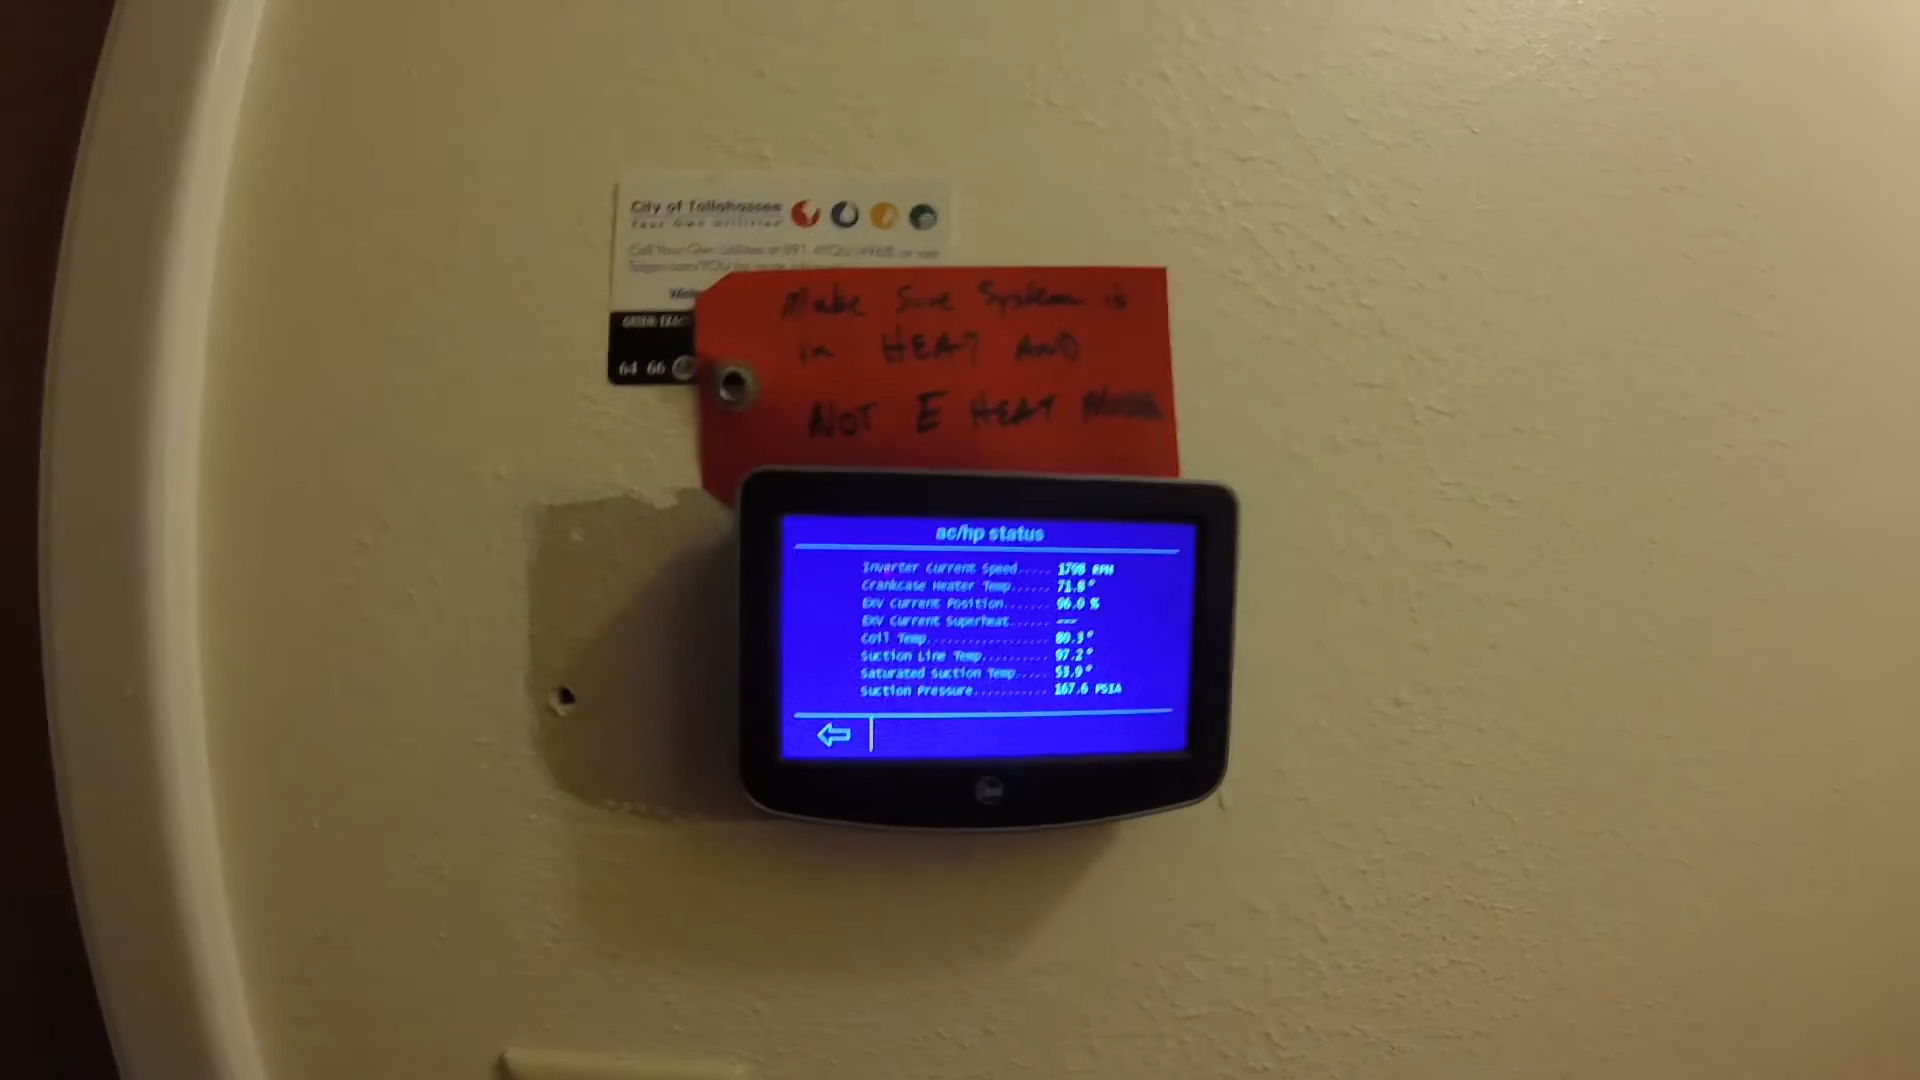 City of Tallahassee
Your Own Utilities
Call Your Own Utilities at 891-4YOU (4968) or visit
Talgov.com/YOU for more
64 66
Make Sure System is
in HEAT AND
NOT E HEAT
ac/hp status
Inverter Current Speed..... 1798 RPM
Crankcase Heater Temp...... 71.8°
EXV Current Position....... 96.0 %
EXV Current Superheat...... ---
Coil Temp.................. 80.3°
Suction Line Temp.......... 97.2°
Saturated Suction Temp..... 53.9°
Suction Pressure........... 167.6 PSIA